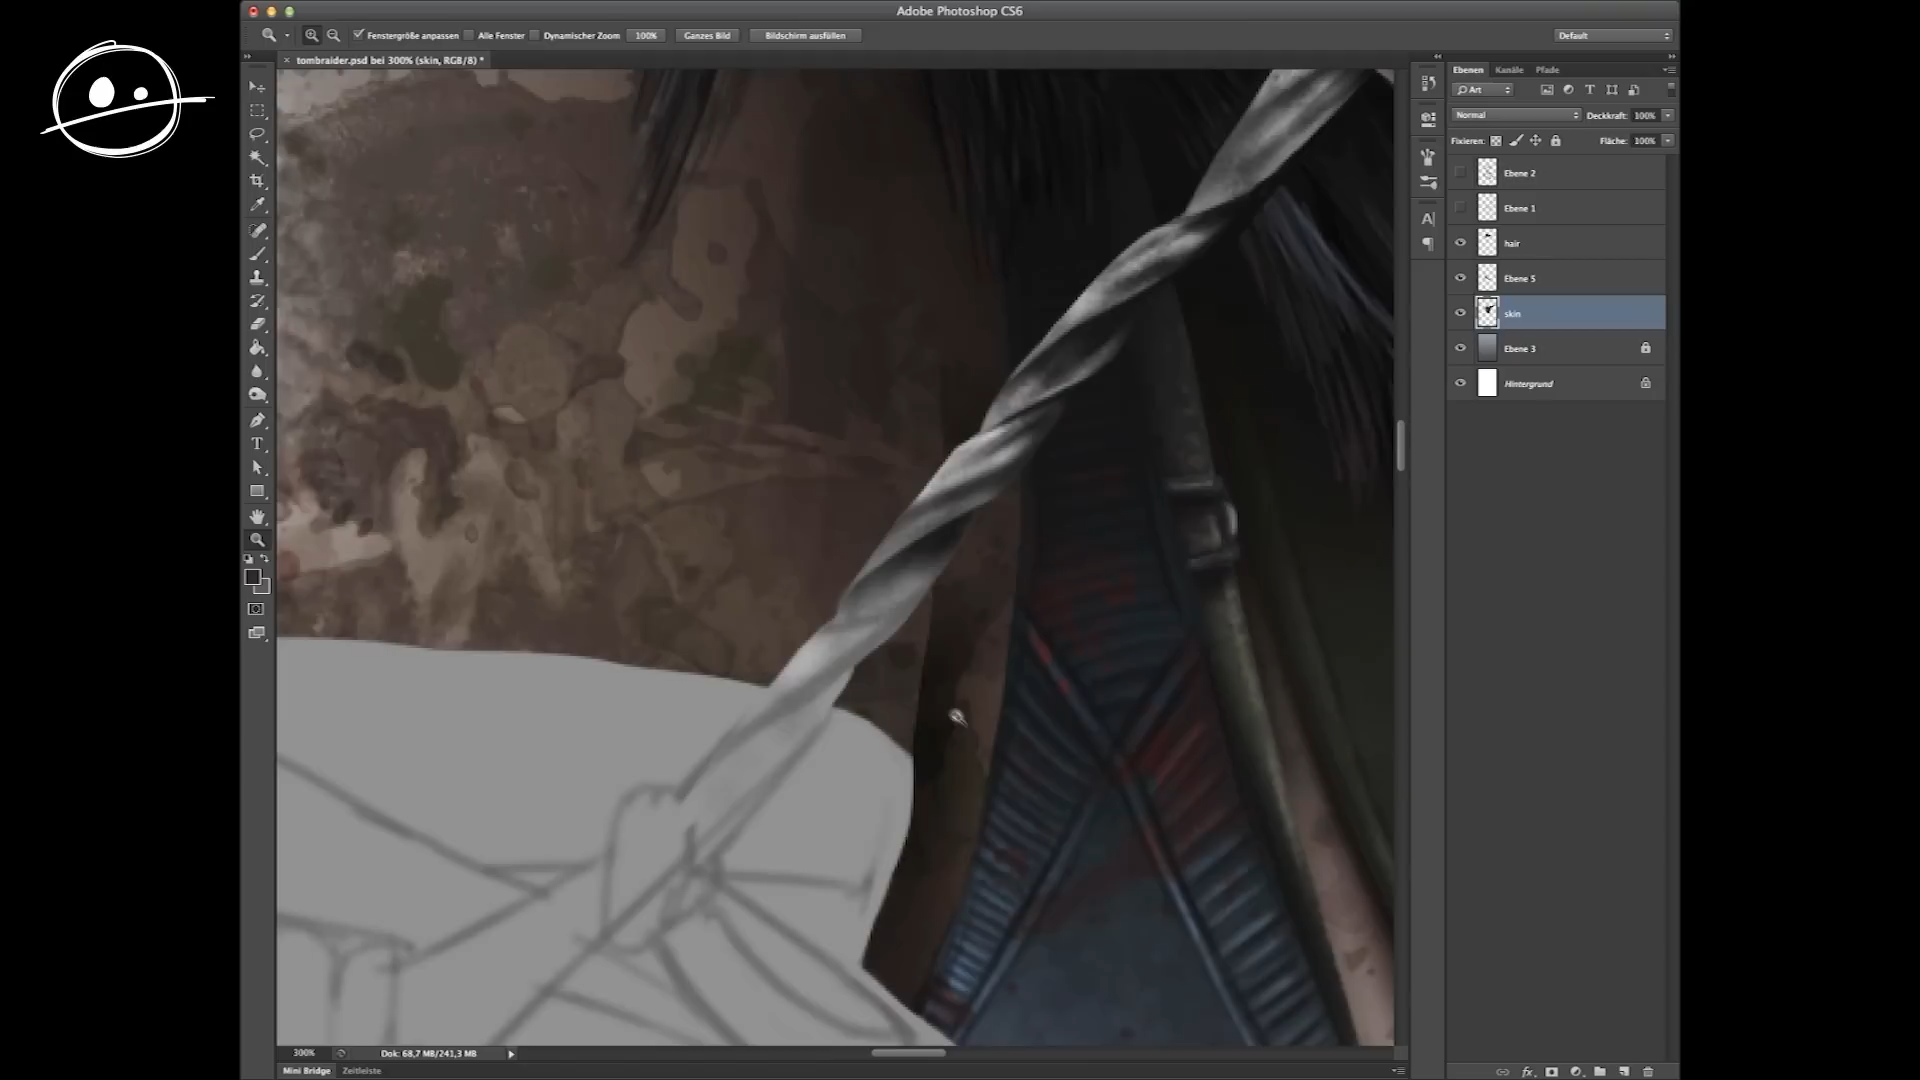 Adobe Photoshop CS6
Fenstergröße anpassen Alle Fenster Dynamischer Zoom 100% Ganzes Bild Bildschirm ausfüllen Default
tombraider.psd bei 300% (skin, RGB/8) *
Ebenen Kanäle Pfade
Art
Normal Deckkraft: 100%
Fixieren: Fläche: 100%
Ebene 2
Ebene 1
hair
Ebene 5
skin
Ebene 3
Hintergrund
300% Dok: 68,7 MB/241,3 MB
Mini Bridge Zeitleiste